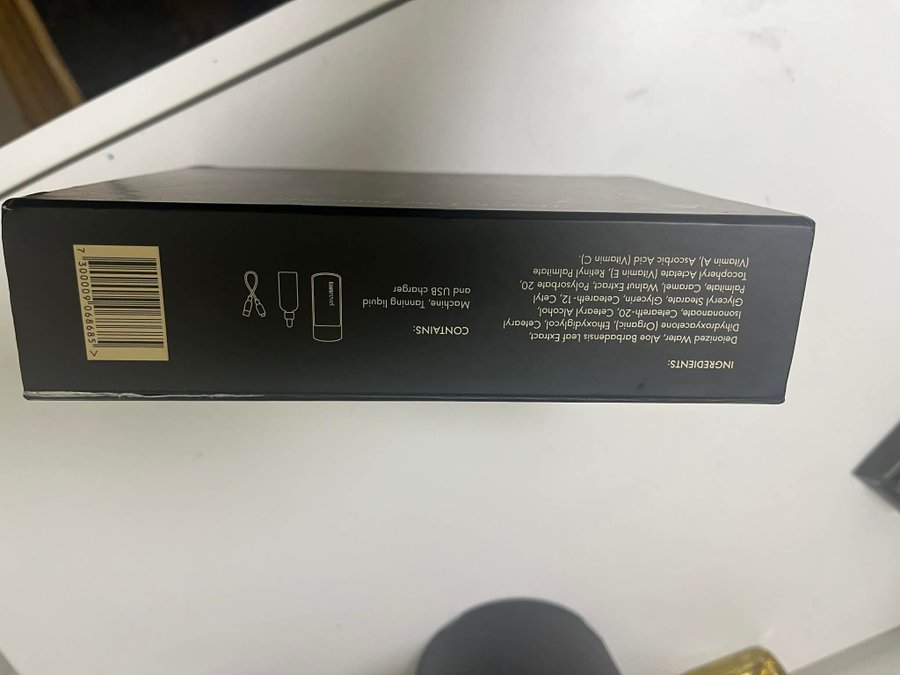 INGREDIENTS:
Deionized Water, Aloe Barbadensis Leaf Extract,
Dihydroxyacetone (Organic), Ethoxydiglycol, Cetearyl
Isononanoate, Ceteareth-20, Cetearyl Alcohol,
Glyceryl Stearate, Glycerin, Ceteareth- 12, Cetyl
Palmitate, Caramel, Walnut Extract, Polysorbate 20,
Tocopheryl Acetate (Vitamin E), Retinyl Palmitate
(Vitamin A), Ascorbic Acid (Vitamin C).
CONTAINS:
Machine, Tanning liquid
and USB charger
7 300009 068685 >